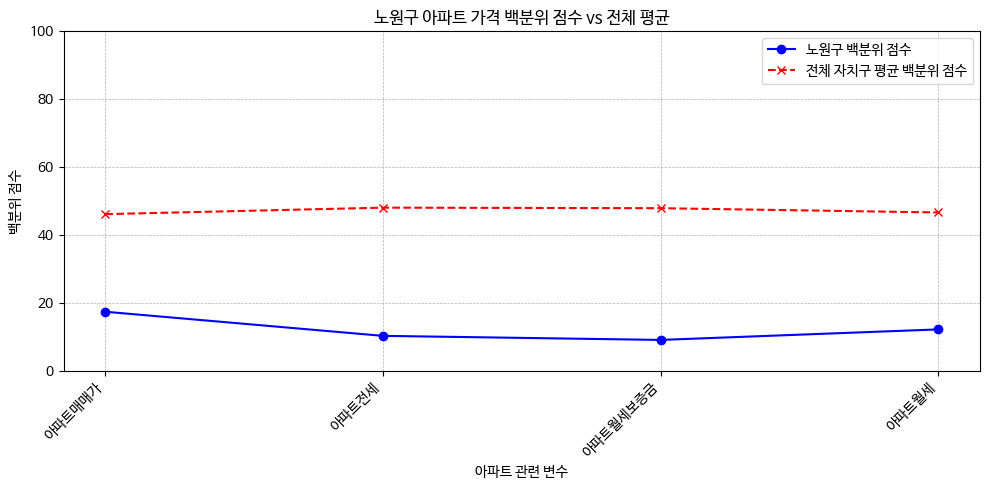 노원구 아파트 가격 백분위 점수 vs 전체 평균
노원구 백분위 점수
전체 자치구 평균 백분위 점수
백분위 점수
100
80
60
40
20
0
아파트매매가
아파트전세
아파트월세보증금
아파트월세
아파트 관련 변수